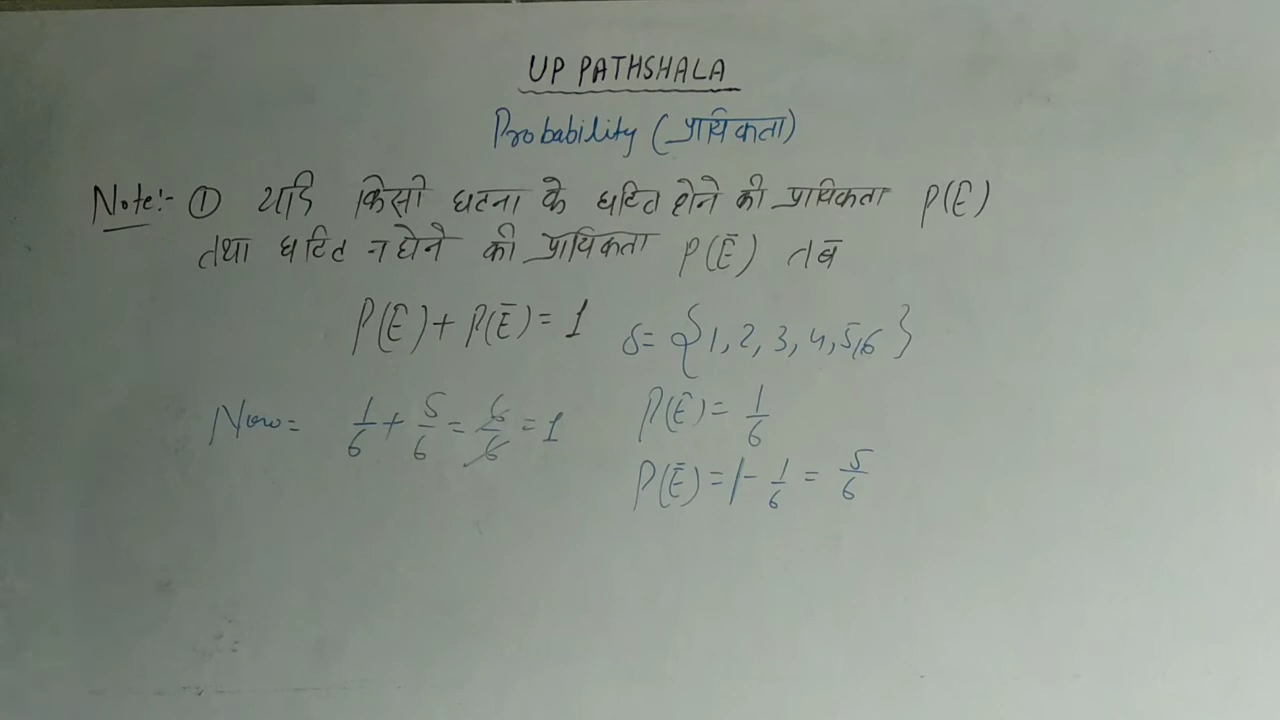 UP PATHSHALA
Probability (प्रायिकता)
Note:- ① यदि किसी घटना के घटित होने की प्रायिकता P(E)
तथा घटित न होने की प्रायिकता P(Ē) तब
P(E) + P(Ē) = 1
S = {1, 2, 3, 4, 5, 6}
Now = 1/6 + 5/6 = 6/6 = 1
P(E) = 1/6
P(Ē) = 1 - 1/6 = 5/6